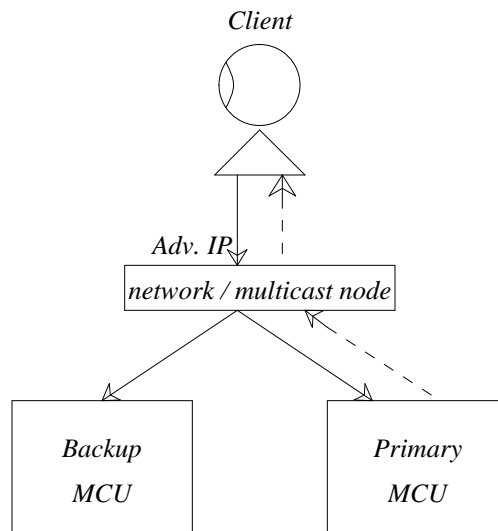 Client
Adv. IP
network / multicast node
Backup
MCU
Primary
MCU